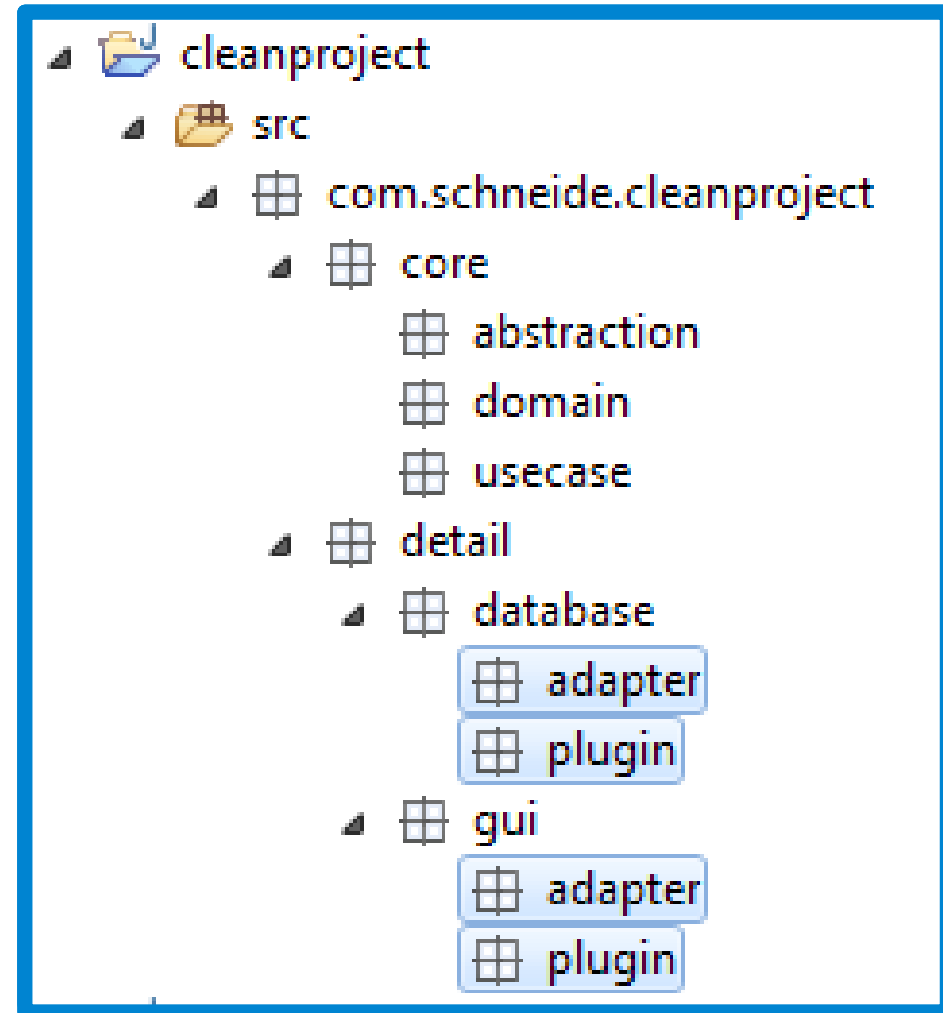 cleanproject
src
com.schneide.cleanproject
core
abstraction
domain
usecase
detail
database
adapter
plugin
gui
adapter
plugin